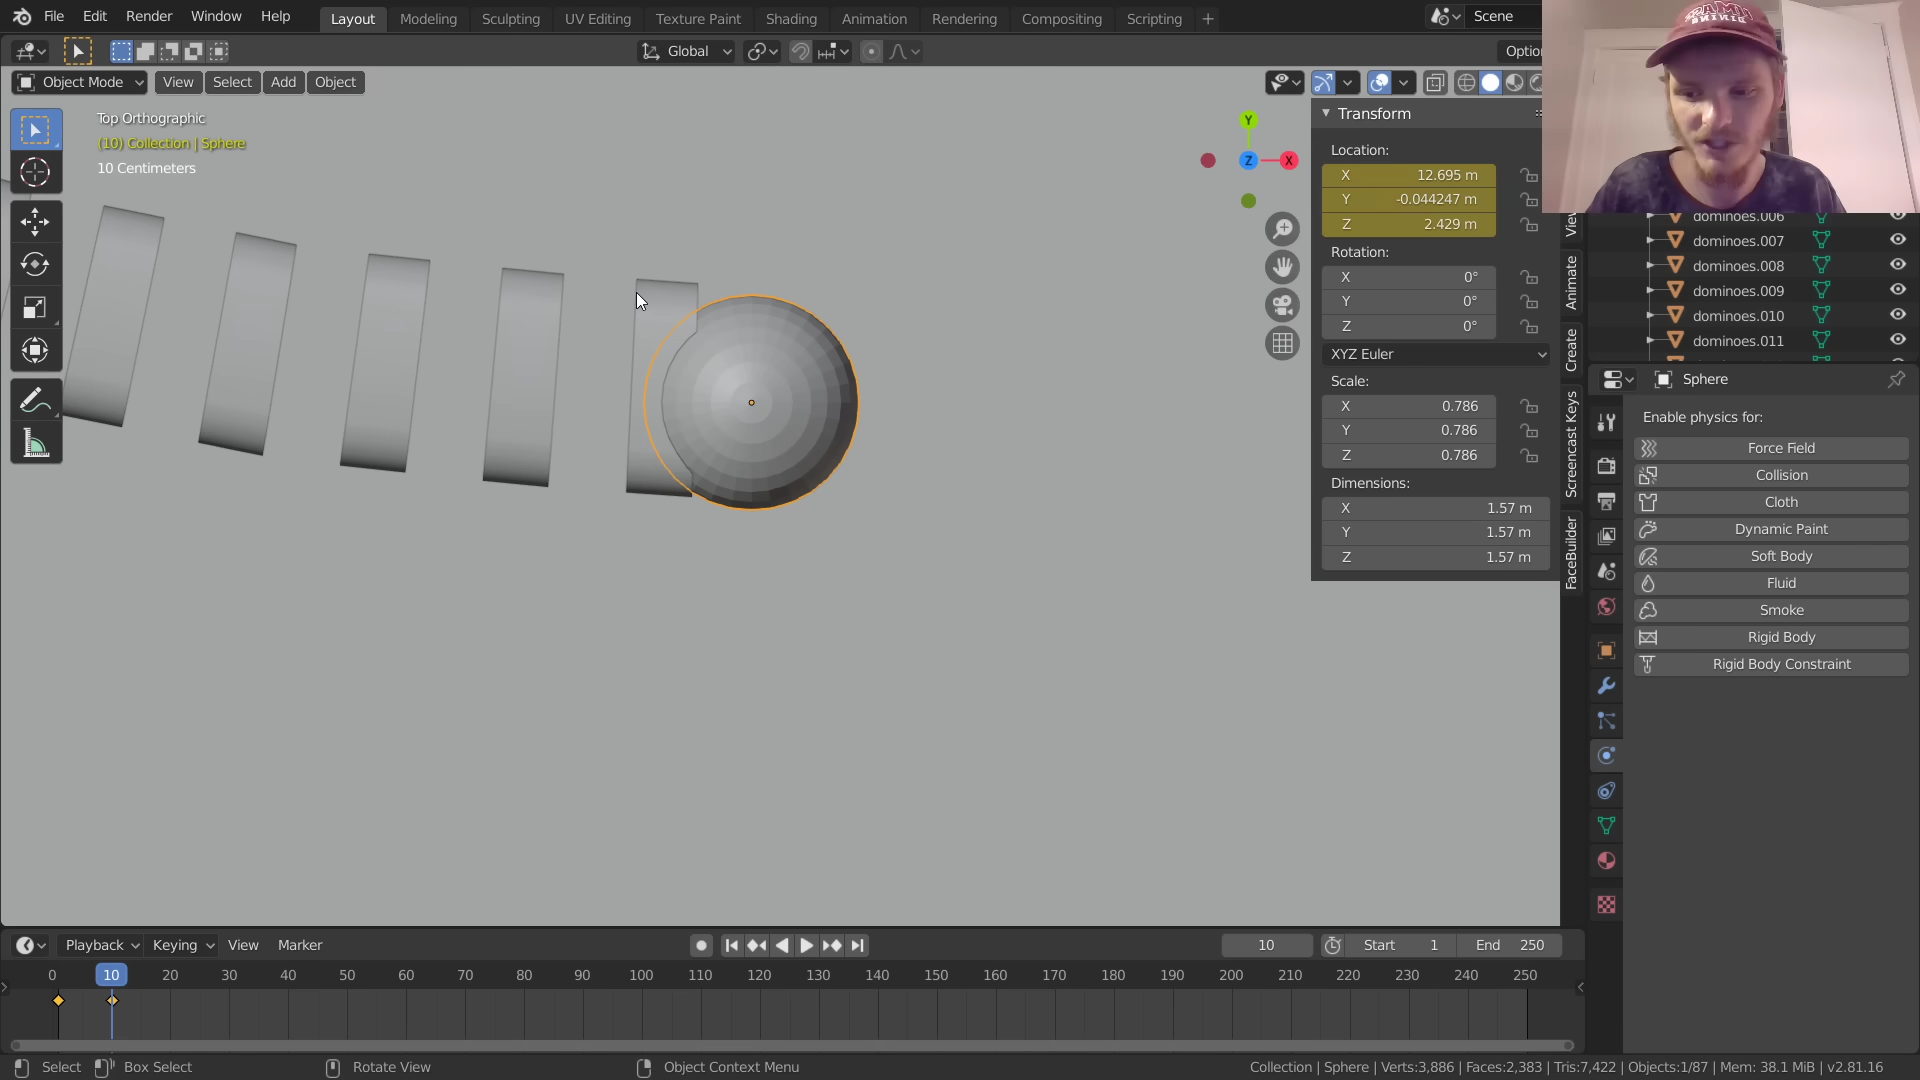 File Edit Render Window Help Layout Modeling Sculpting UV Editing Texture Paint Shading Animation Rendering Compositing Scripting + Scene
Global Optio
Object Mode View Select Add Object
Top Orthographic
(10) Collection | Sphere
10 Centimeters
Y
Z
X
Transform
Location:
X 12.695 m
Y -0.044247 m
Z 2.429 m
Rotation:
X 0°
Y 0°
Z 0°
XYZ Euler
Scale:
X 0.786
Y 0.786
Z 0.786
Dimensions:
X 1.57 m
Y 1.57 m
Z 1.57 m
Animate
Create
Screencast Keys
FaceBuilder
dominoes.006
dominoes.007
dominoes.008
dominoes.009
dominoes.010
dominoes.011
Sphere
Enable physics for:
Force Field
Collision
Cloth
Dynamic Paint
Soft Body
Fluid
Smoke
Rigid Body
Rigid Body Constraint
Playback Keying View Marker 10 Start 1 End 250
0 10 20 30 40 50 60 70 80 90 100 110 120 130 140 150 160 170 180 190 200 210 220 230 240 250
Select Box Select Rotate View Object Context Menu Collection | Sphere | Verts:3,886 | Faces:2,383 | Tris:7,422 | Objects:1/87 | Mem: 38.1 MiB | v2.81.16